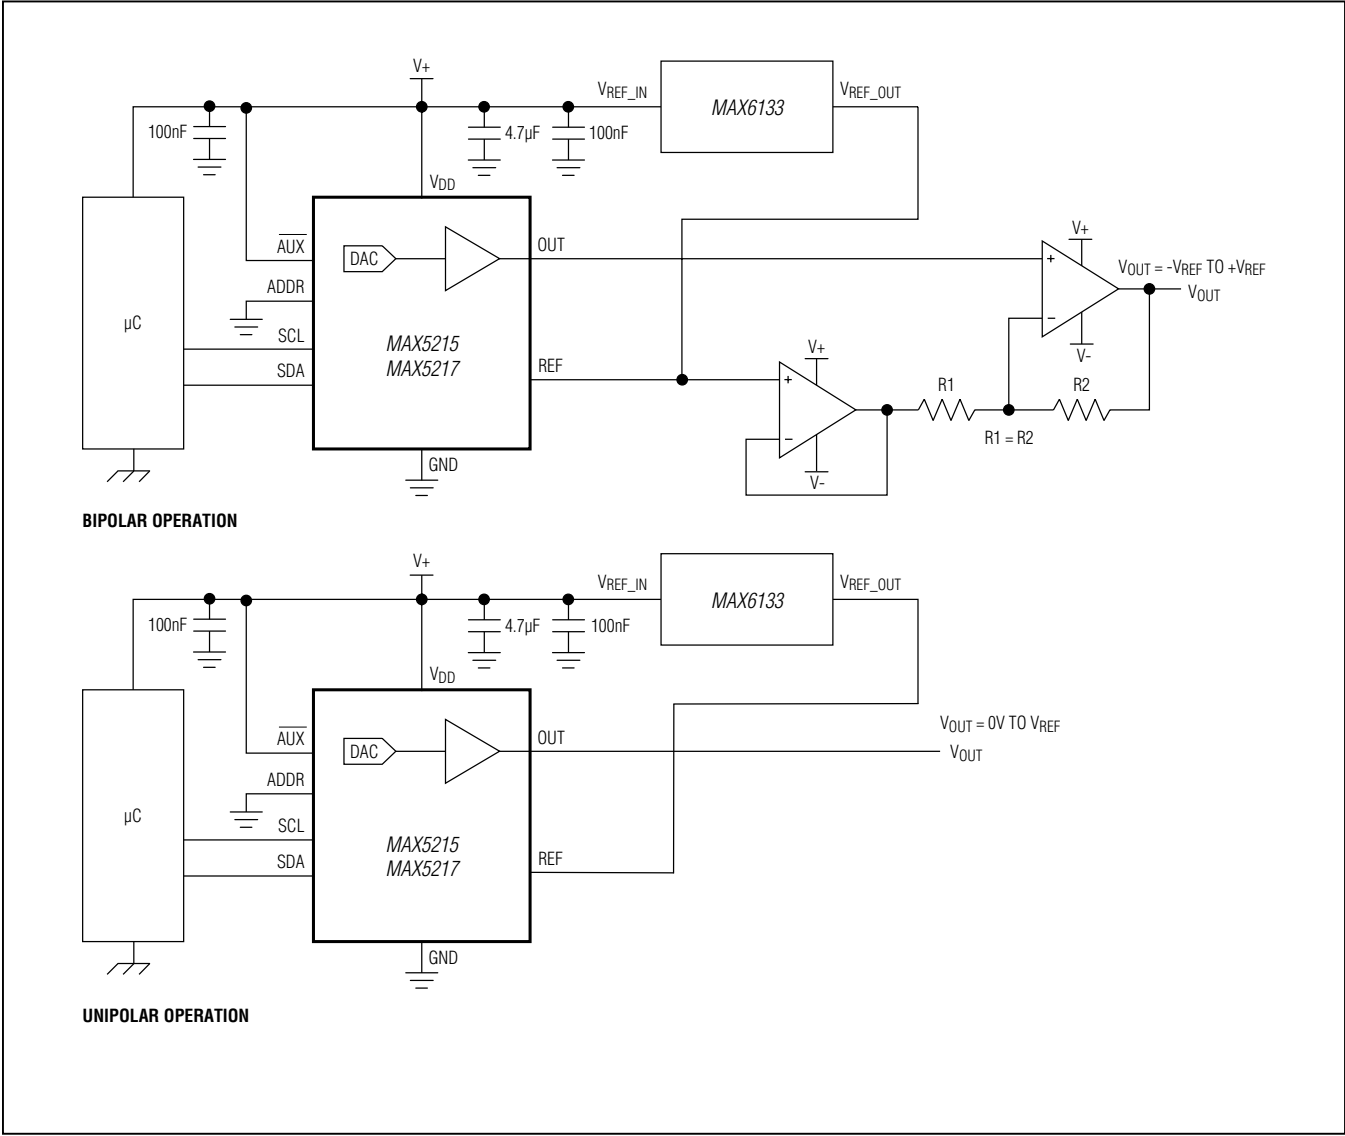 V+
VREF_IN
MAX6133
VREF_OUT
100nF
4.7µF
100nF
VDD
AUX
DAC
OUT
V+
VOUT = -VREF TO +VREF
VOUT
ADDR
µC
SCL
MAX5215
MAX5217
SDA
REF
V+
V-
R1
R2
R1 = R2
V-
GND
BIPOLAR OPERATION
V+
VREF_IN
MAX6133
VREF_OUT
100nF
4.7µF
100nF
VDD
AUX
DAC
OUT
VOUT = 0V TO VREF
VOUT
ADDR
µC
SCL
MAX5215
MAX5217
SDA
REF
GND
UNIPOLAR OPERATION